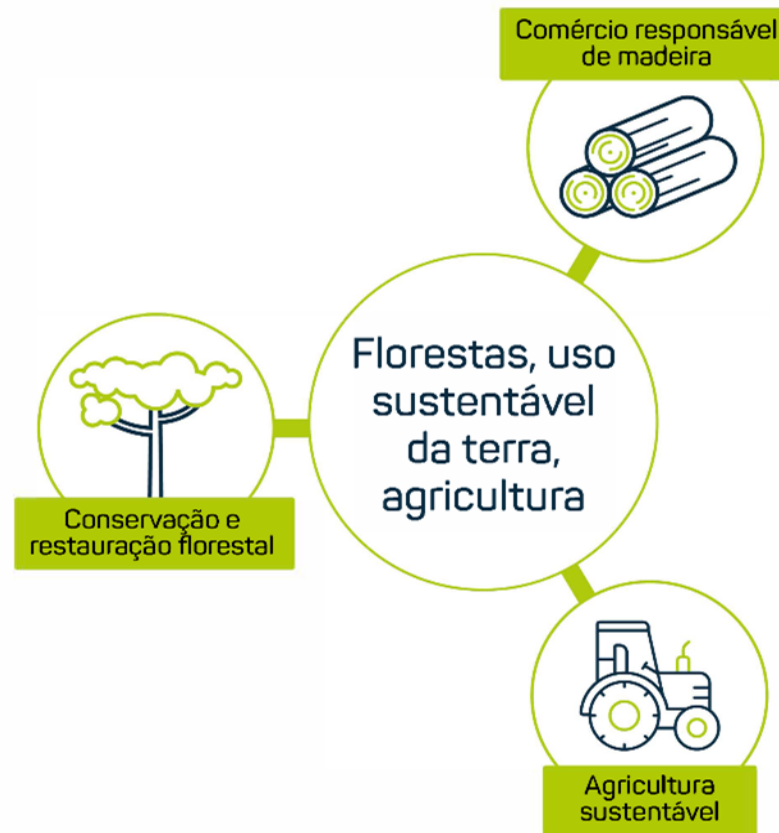 Comércio responsável
de madeira
Florestas, uso
sustentável
da terra,
agricultura
Conservação e
restauração florestal
Agricultura
sustentável